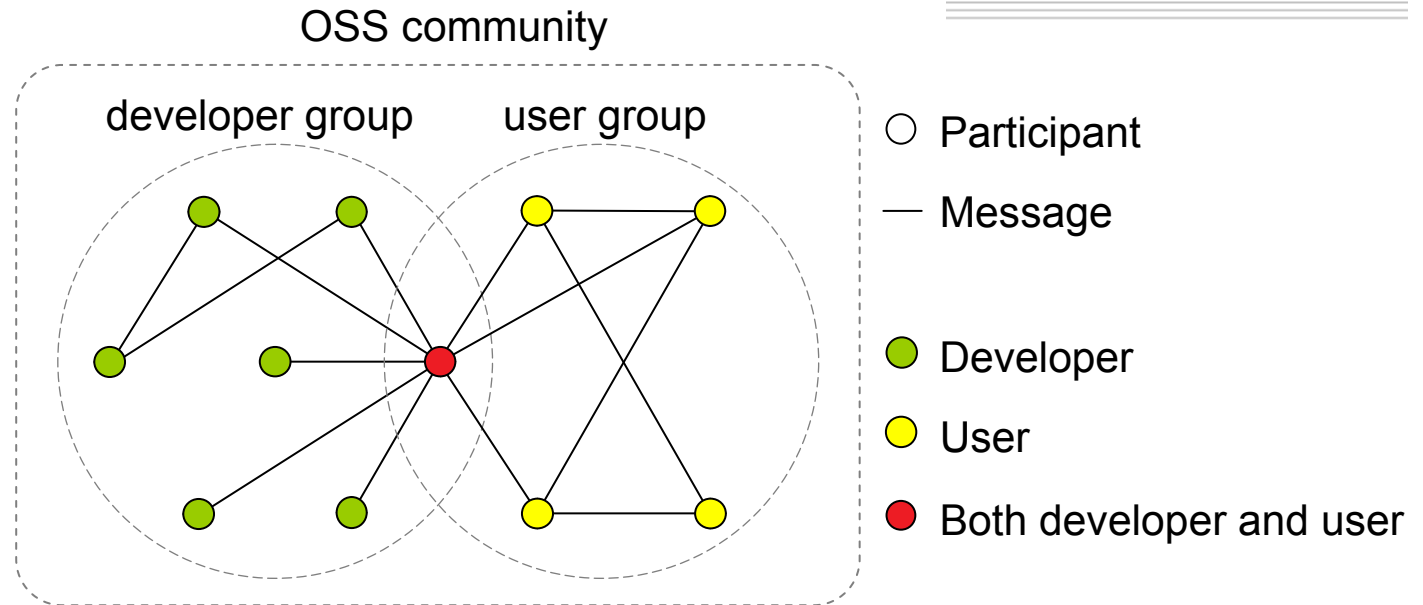 OSS community
developer group
user group
Participant
Message
Developer
User
Both developer and user